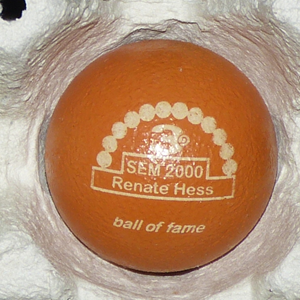 SEM 2000
Renate Hess
ball of fame